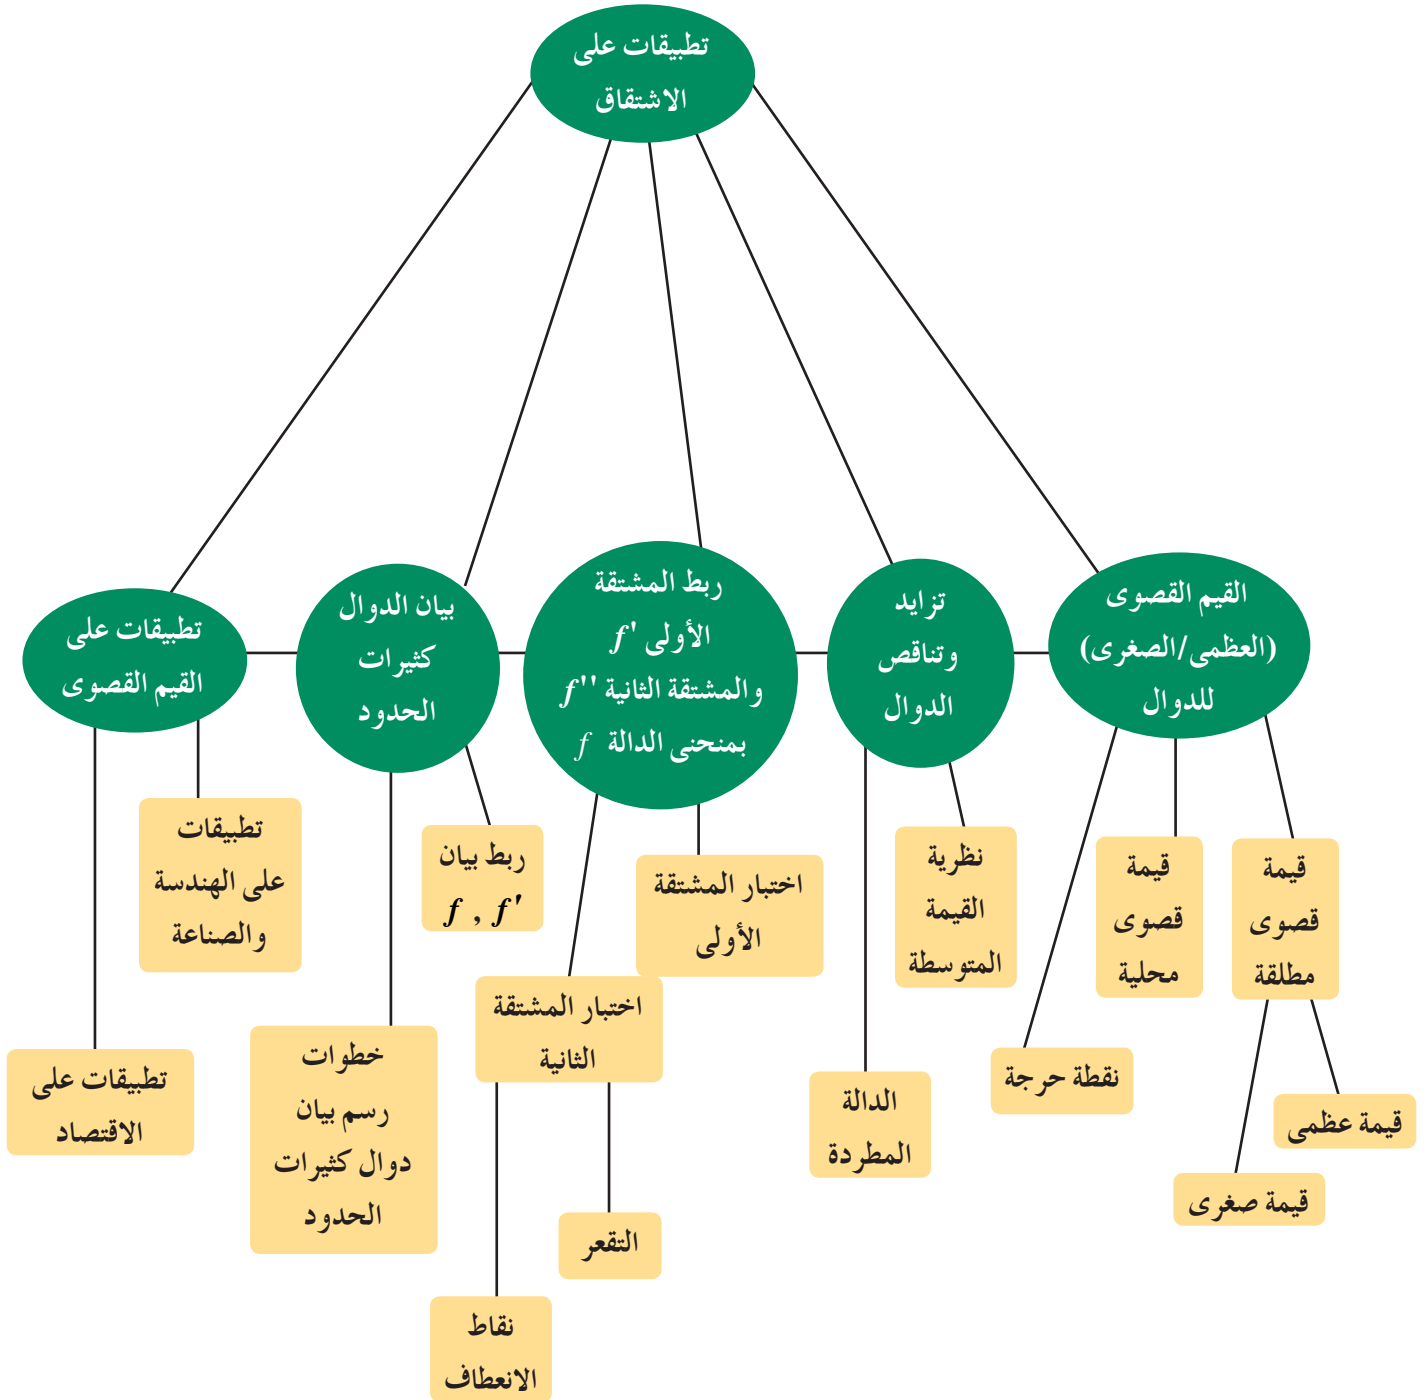 تطبيقات على
الاشتقاق
القيم القصوى
(العظمى/الصغرى)
للدوال
تزايد
وتناقص
الدوال
ربط المشتقة
الأولى f'
والمشتقة الثانية f''
بمنحنى الدالة f
بيان الدوال
كثيرات
الحدود
تطبيقات على
القيم القصوى
قيمة
قصوى
مطلقة
قيمة
قصوى
محلية
نقطة حرجة
قيمة عظمى
قيمة صغرى
نظرية
القيمة
المتوسطة
الدالة
المطردة
اختبار المشتقة
الأولى
اختبار المشتقة
الثانية
التقعر
نقاط
الانعطاف
ربط بيان
f , f'
خطوات
رسم بيان
دوال كثيرات
الحدود
تطبيقات
على الهندسة
والصناعة
تطبيقات على
الاقتصاد